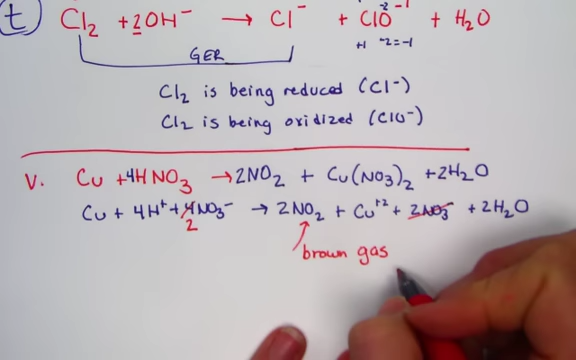 t) Cl₂ + 2OH⁻ → Cl⁻ + ClO⁻ + H₂O
-2 -1
+1 -2 = -1
GER
Cl₂ is being reduced (Cl⁻)
Cl₂ is being oxidized (ClO⁻)
V. Cu + 4HNO₃ → 2NO₂ + Cu(NO₃)₂ + 2H₂O
Cu + 4H⁺ + 4NO₃⁻ → 2NO₂ + Cu⁺² + 2NO₃⁻ + 2H₂O
2
brown gas